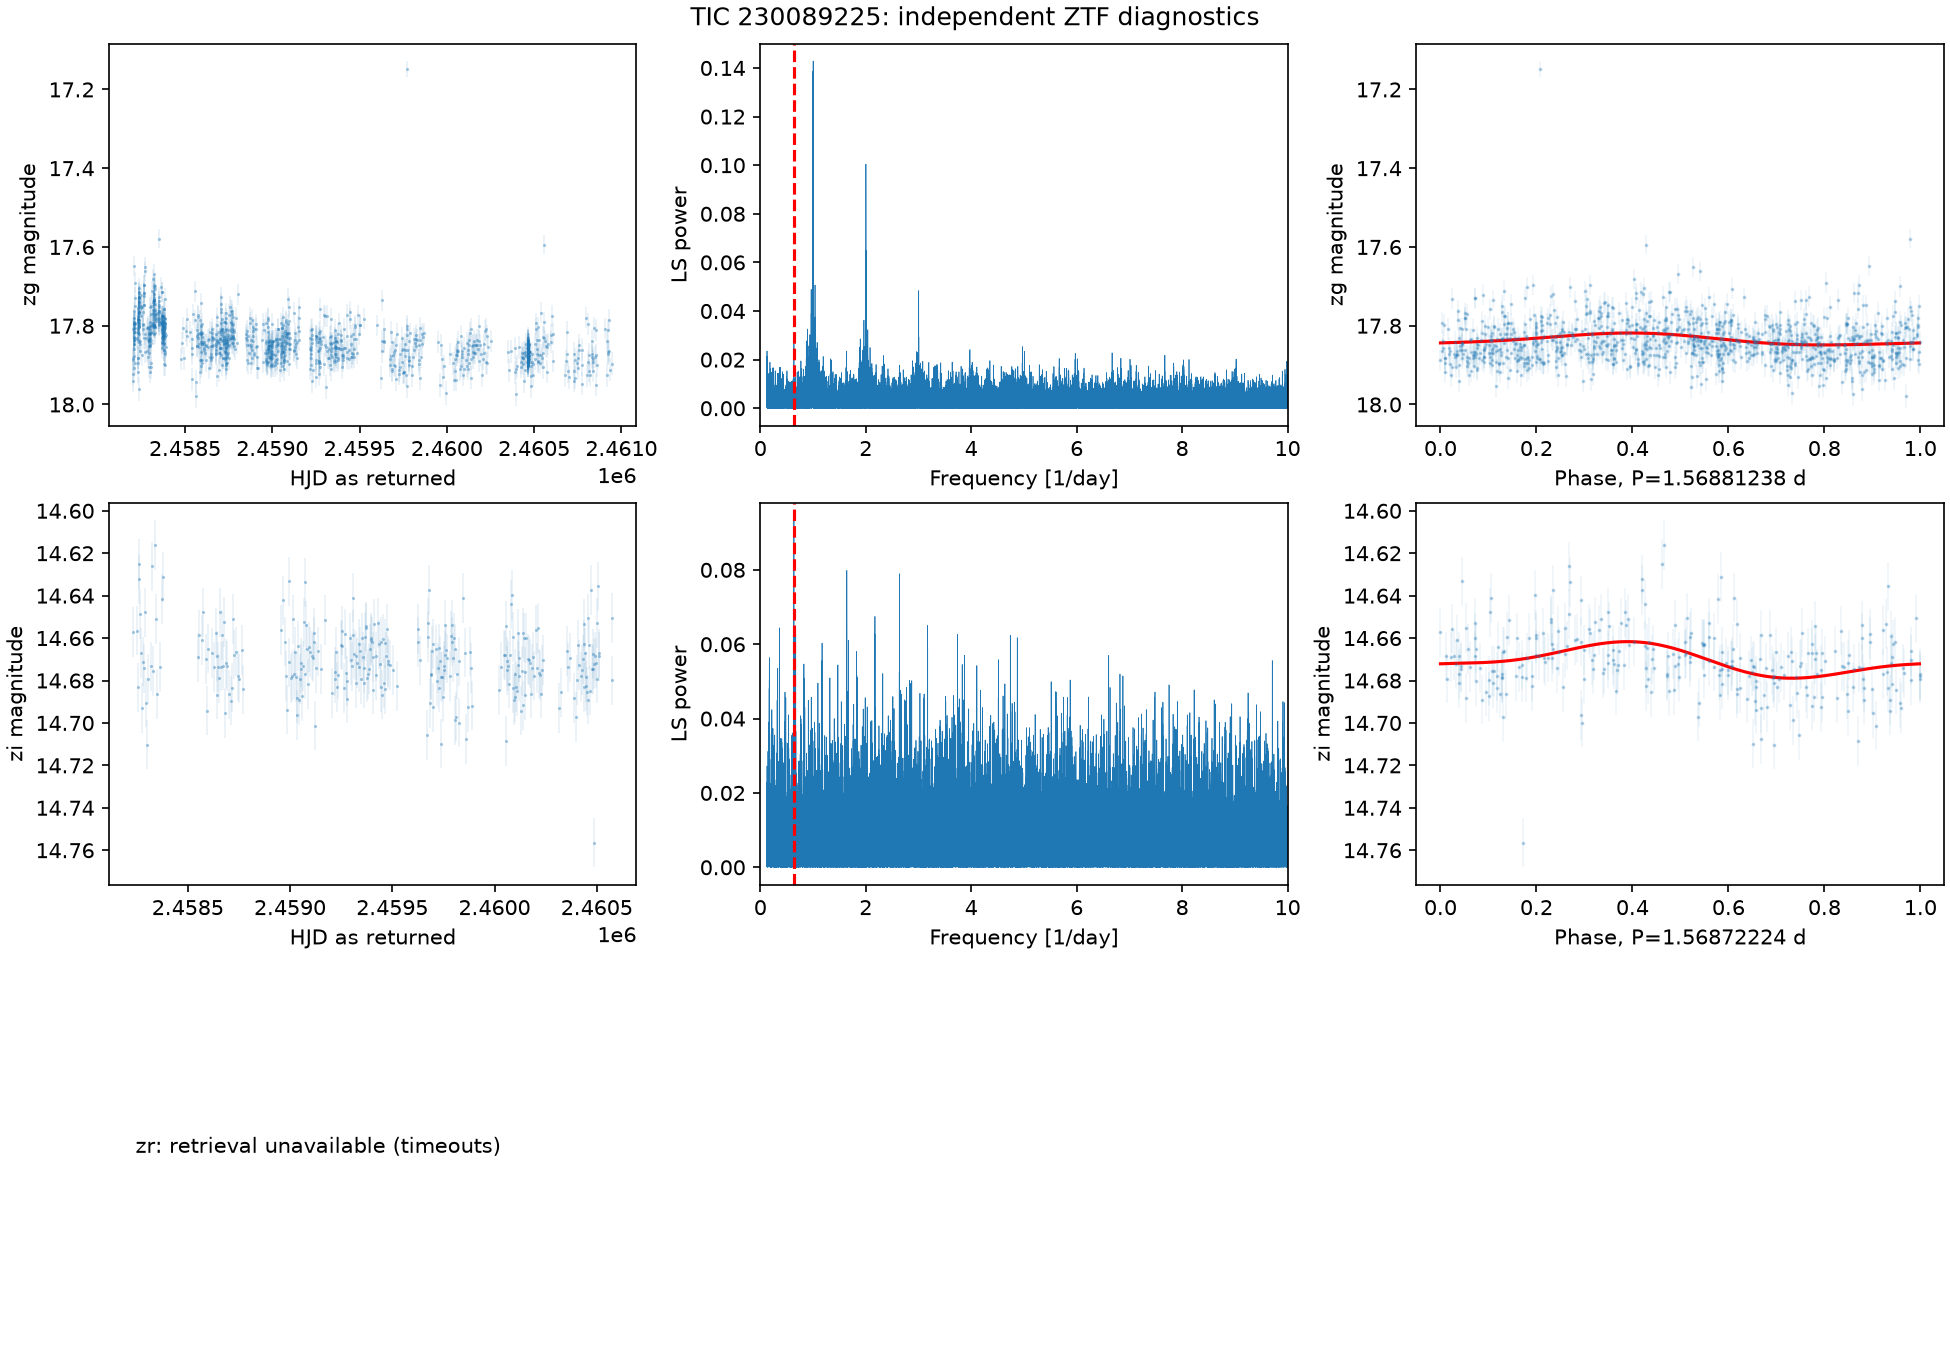 TIC 230089225: independent ZTF diagnostics
zg magnitude
17.2
17.4
17.6
17.8
18.0
2.4585 2.4590 2.4595 2.4600 2.4605 2.4610
1e6
HJD as returned
LS power
0.14
0.12
0.10
0.08
0.06
0.04
0.02
0.00
0 2 4 6 8 10
Frequency [1/day]
zg magnitude
17.2
17.4
17.6
17.8
18.0
0.0 0.2 0.4 0.6 0.8 1.0
Phase, P=1.56881238 d
zi magnitude
14.60
14.62
14.64
14.66
14.68
14.70
14.72
14.74
14.76
2.4585 2.4590 2.4595 2.4600 2.4605
1e6
HJD as returned
LS power
0.08
0.06
0.04
0.02
0.00
0 2 4 6 8 10
Frequency [1/day]
zi magnitude
14.60
14.62
14.64
14.66
14.68
14.70
14.72
14.74
14.76
0.0 0.2 0.4 0.6 0.8 1.0
Phase, P=1.56872224 d
zr: retrieval unavailable (timeouts)